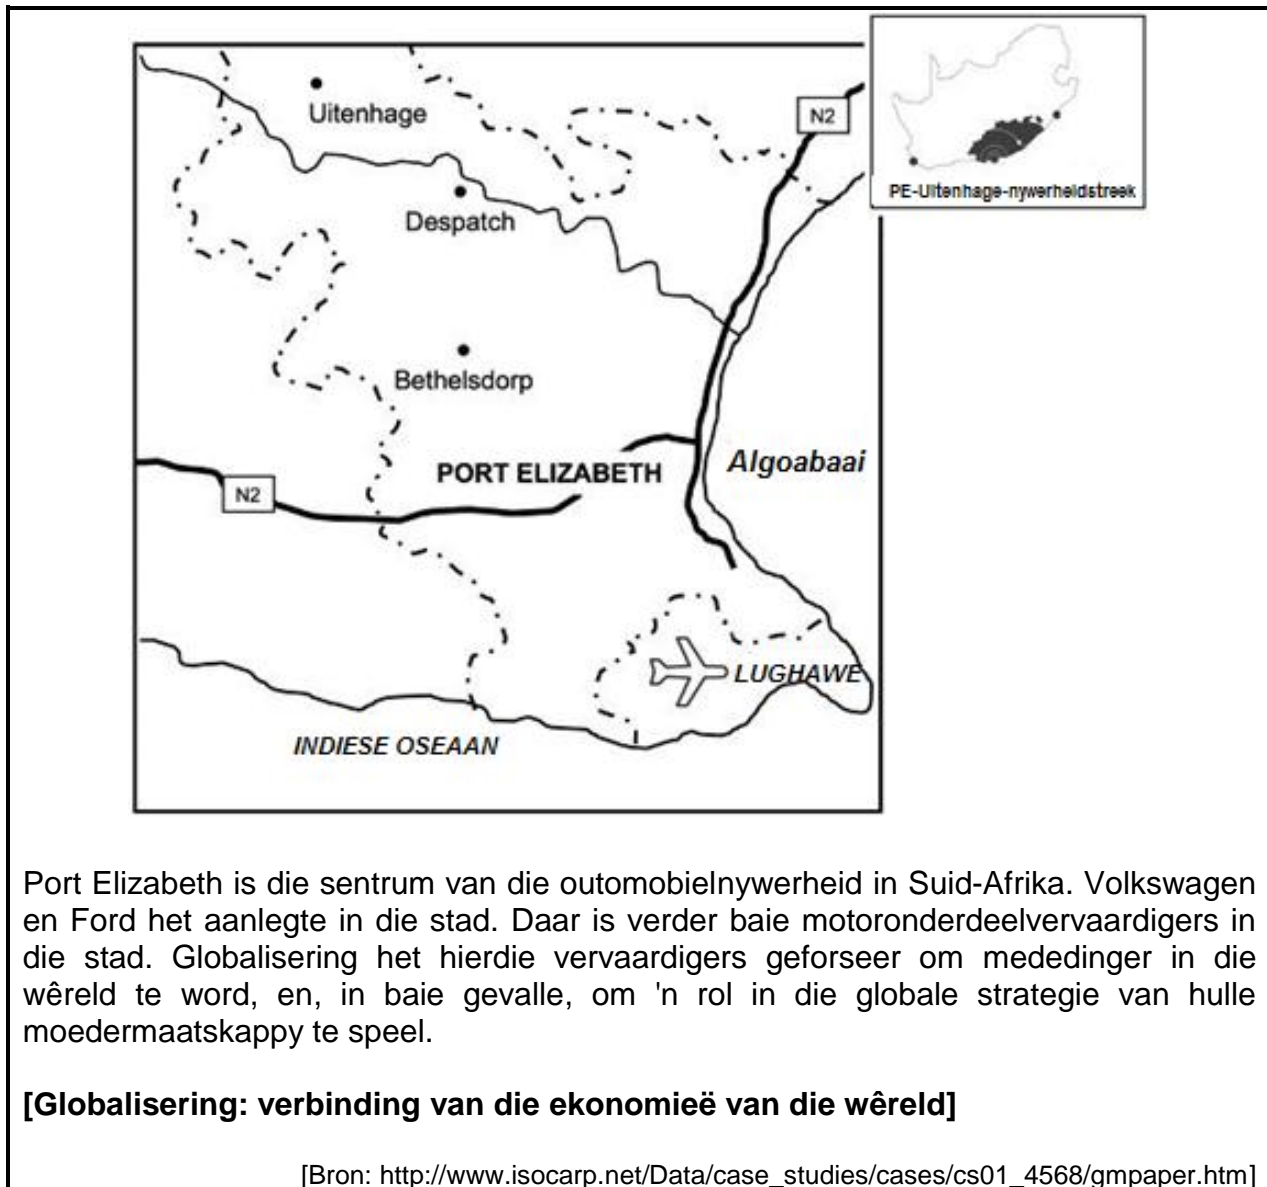 Uitenhage
N2
PE-Uitenhage-nywerheidstreek
Despatch
Bethelsdorp
PORT ELIZABETH
Algoabaai
N2
LUGHAWE
INDIESE OSEAAN
Port Elizabeth is die sentrum van die outomobielnywerheid in Suid-Afrika. Volkswagen
en Ford het aanlegte in die stad. Daar is verder baie motoronderdeelvervaardigers in
die stad. Globalisering het hierdie vervaardigers geforseer om mededinger in die
wêreld te word, en, in baie gevalle, om 'n rol in die globale strategie van hulle
moedermaatskappy te speel.
[Globalisering: verbinding van die ekonomieë van die wêreld]
[Bron: http://www.isocarp.net/Data/case_studies/cases/cs01_4568/gmpaper.htm]